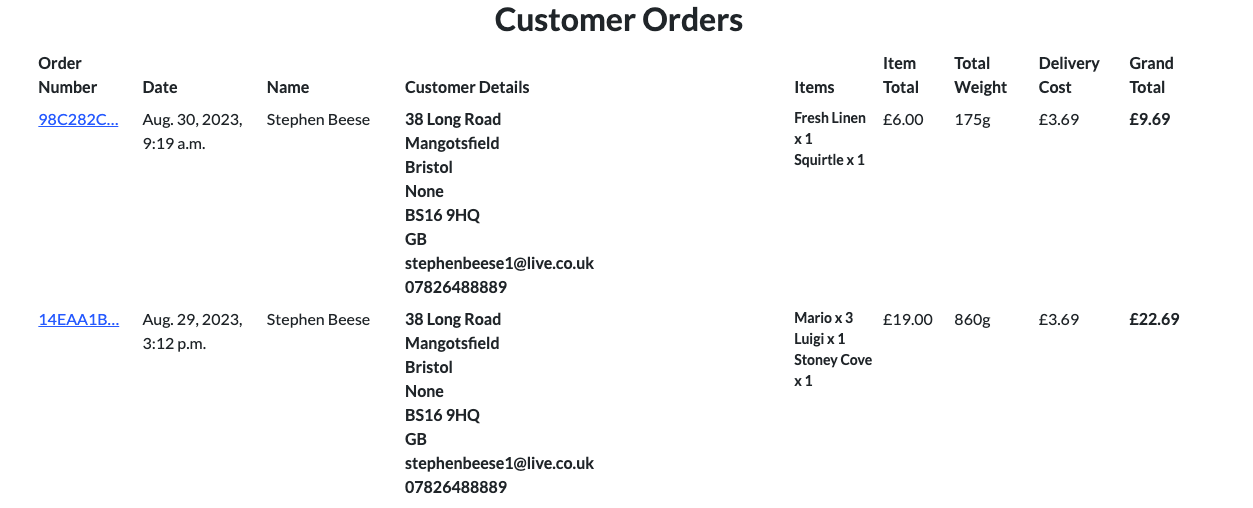 Customer Orders
Order Number Date Name Customer Details Items Item Total Total Weight Delivery Cost Grand Total
98C282C... Aug. 30, 2023, 9:19 a.m. Stephen Beese
38 Long Road
Mangotsfield
Bristol
None
BS16 9HQ
GB
stephenbeese1@live.co.uk
07826488889
Fresh Linen
x 1
Squirtle x 1
£6.00 175g £3.69 £9.69
14EAA1B... Aug. 29, 2023, 3:12 p.m. Stephen Beese
38 Long Road
Mangotsfield
Bristol
None
BS16 9HQ
GB
stephenbeese1@live.co.uk
07826488889
Mario x 3
Luigi x 1
Stoney Cove
x 1
£19.00 860g £3.69 £22.69